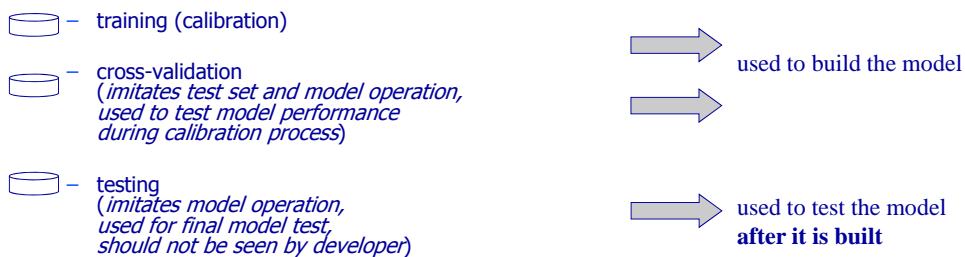 – training (calibration)
– cross-validation
(imitates test set and model operation,
used to test model performance
during calibration process)
used to build the model
– testing
(imitates model operation,
used for final model test,
should not be seen by developer)
used to test the model
after it is built